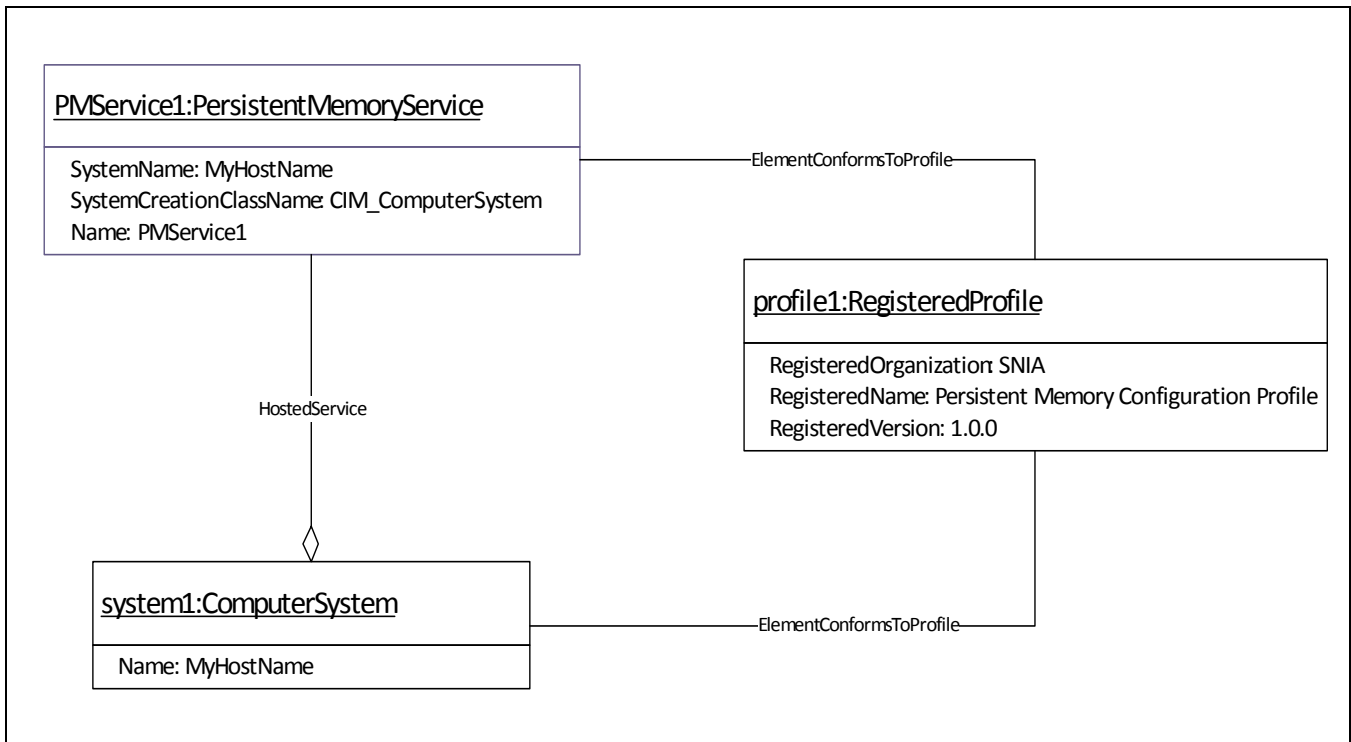 PMService1:PersistentMemoryService
SystemName: MyHostName
SystemCreationClassName: CIM_ComputerSystem
Name: PMService1
ElementConformsToProfile
profile1:RegisteredProfile
RegisteredOrganization: SNIA
RegisteredName: Persistent Memory Configuration Profile
RegisteredVersion: 1.0.0
HostedService
system1:ComputerSystem
Name: MyHostName
ElementConformsToProfile